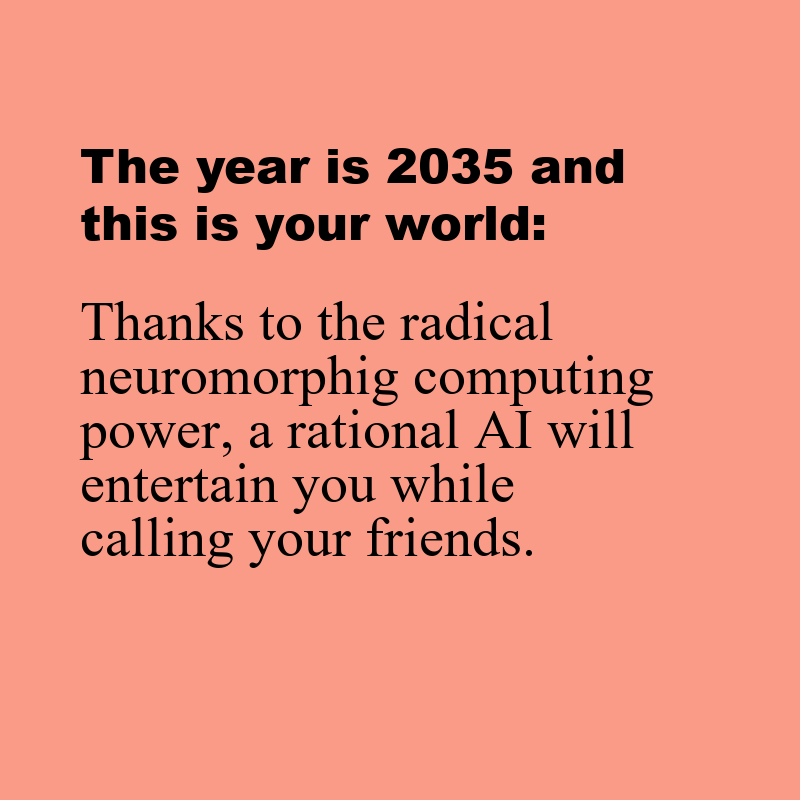 The year is 2035 and
this is your world:
Thanks to the radical
neuromorphig computing
power, a rational AI will
entertain you while
calling your friends.